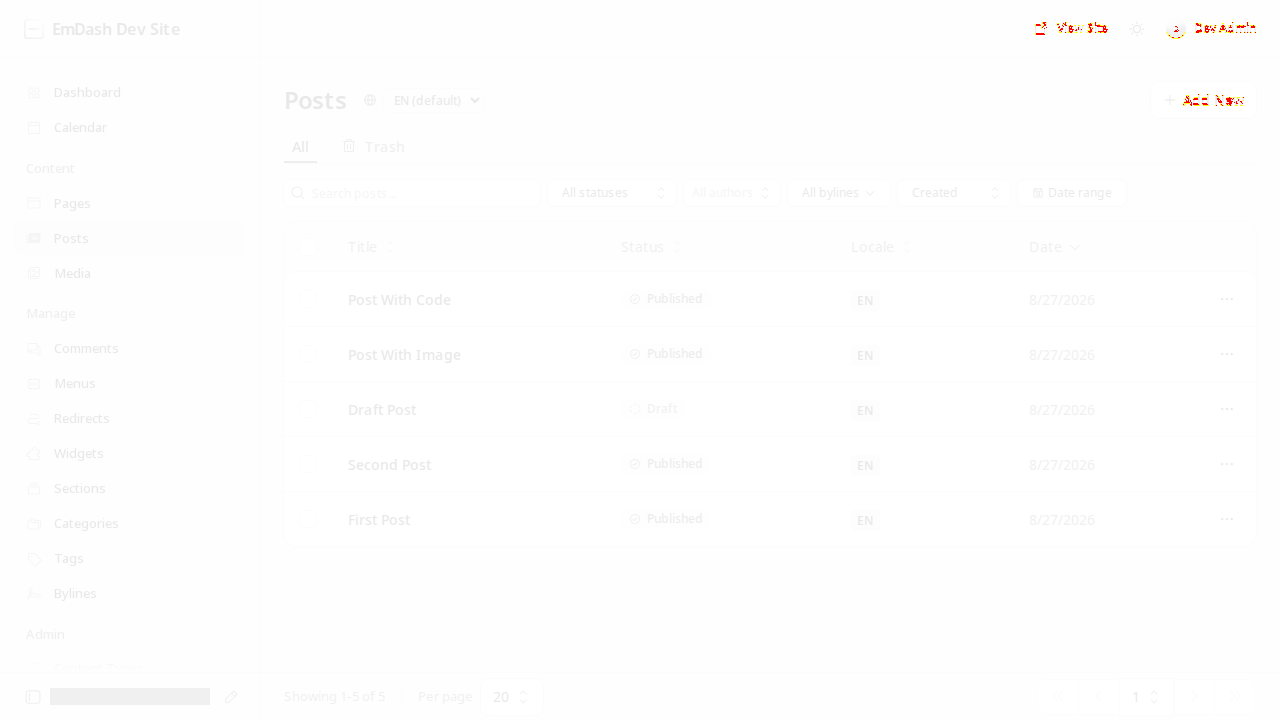 EmDash Dev Site
View Site
Dev Admin
Dashboard
Calendar
Content
Pages
Posts
Media
Manage
Comments
Menus
Redirects
Widgets
Sections
Categories
Tags
Bylines
Admin
Posts
EN (default)
Add New
All
Trash
Search posts...
All statuses
All authors
All bylines
Created
Date range
Title Status Locale Date
Post With Code Published EN 8/27/2026
Post With Image Published EN 8/27/2026
Draft Post Draft EN 8/27/2026
Second Post Published EN 8/27/2026
First Post Published EN 8/27/2026
Showing 1-5 of 5
Per page 20
1